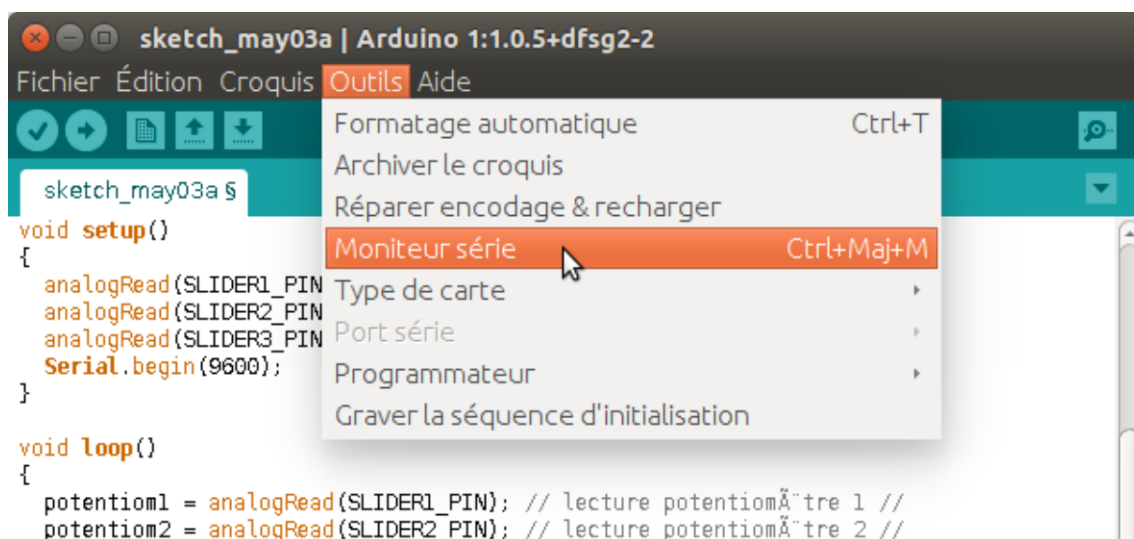 sketch_may03a | Arduino 1:1.0.5+dfsg2-2
Fichier Édition Croquis Outils Aide
Formatage automatique Ctrl+T
Archiver le croquis
sketch_may03a §
Réparer encodage & recharger
Moniteur série Ctrl+Maj+M
Type de carte
Port série
Programmateur
Graver la séquence d'initialisation
void setup()
{
analogRead(SLIDER1_PIN
analogRead(SLIDER2_PIN
analogRead(SLIDER3_PIN
Serial.begin(9600);
}
void loop()
{
potentiom1 = analogRead(SLIDER1_PIN); // lecture potentiomÃ¨tre 1 //
potentiom2 = analogRead(SLIDER2_PIN); // lecture potentiomÃ¨tre 2 //